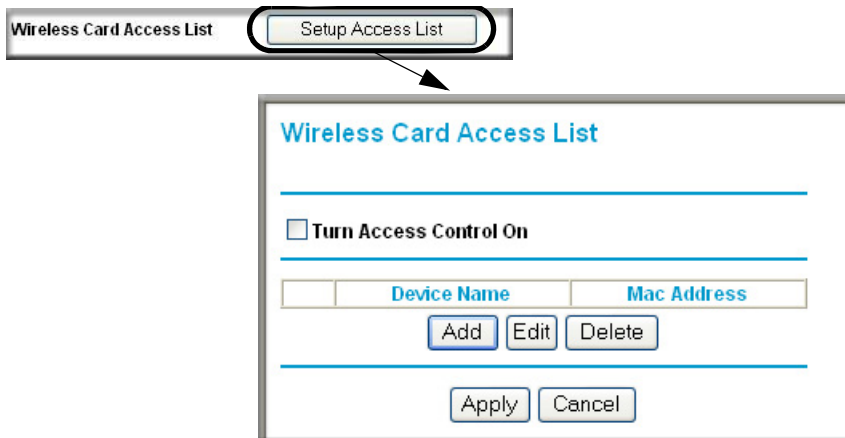 Wireless Card Access List Setup Access List
Wireless Card Access List
Turn Access Control On
Device Name Mac Address
Add Edit Delete
Apply Cancel